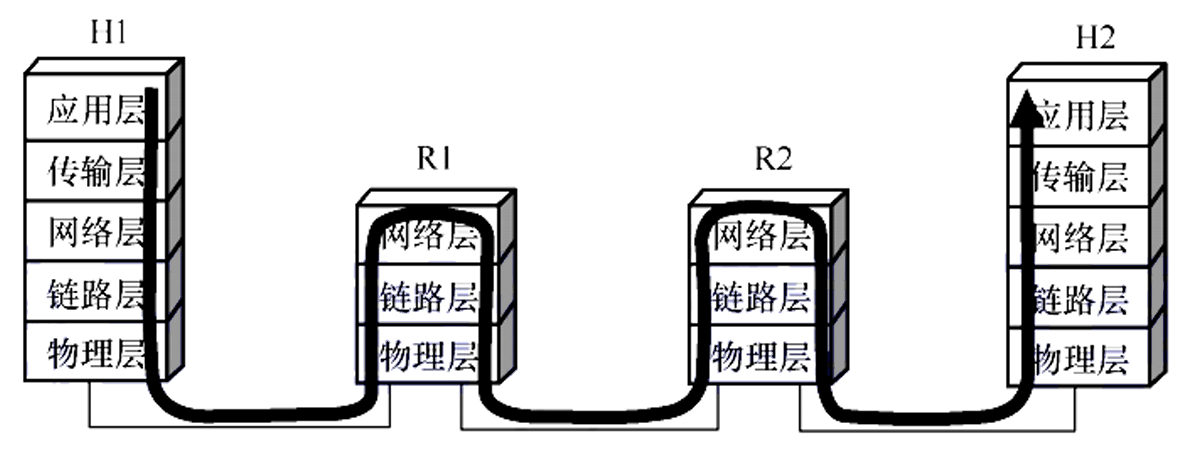 H1
应用层
传输层
网络层
链路层
物理层
R1
网络层
链路层
物理层
R2
网络层
链路层
物理层
H2
应用层
传输层
网络层
链路层
物理层